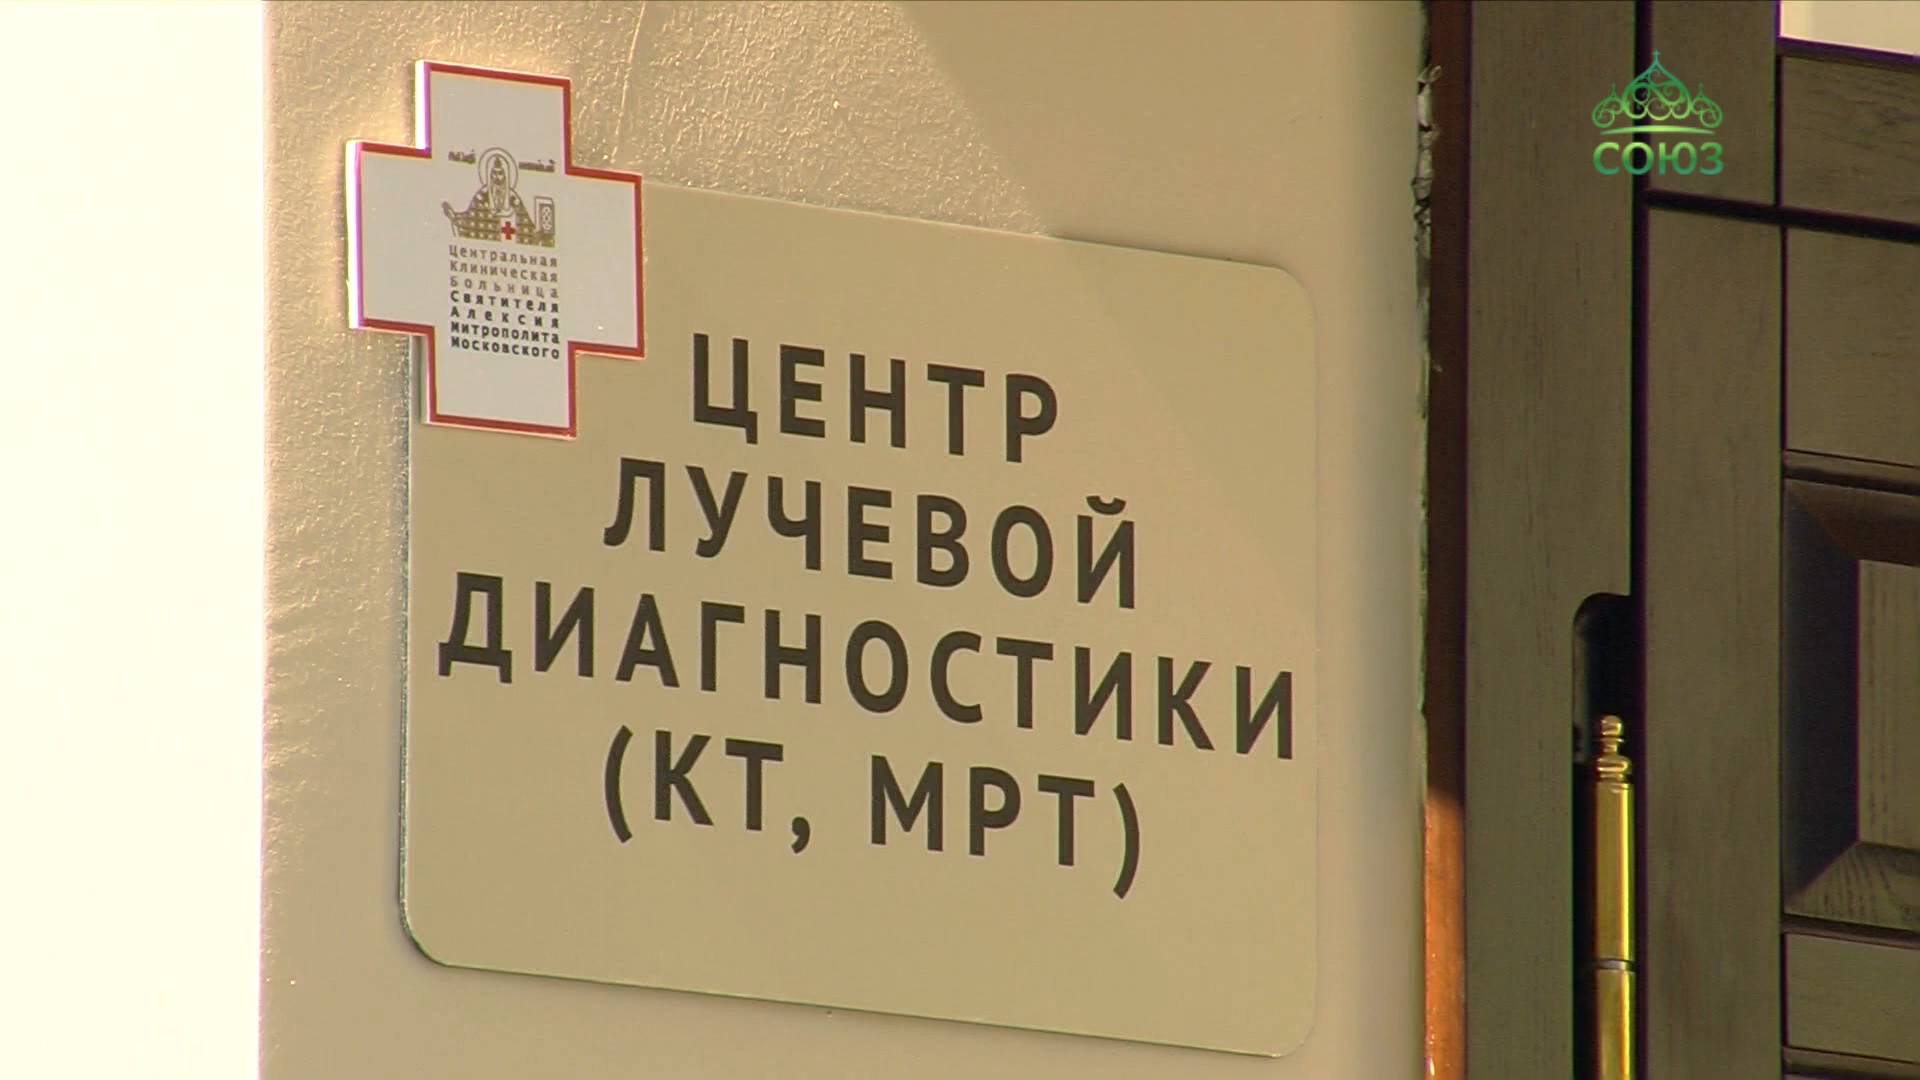 СОЮЗ
Центральная
Клиническая
Больница
Святителя
Алексия
Митрополита
Московского
ЦЕНТР
ЛУЧЕВОЙ
ДИАГНОСТИКИ
(КТ, МРТ)